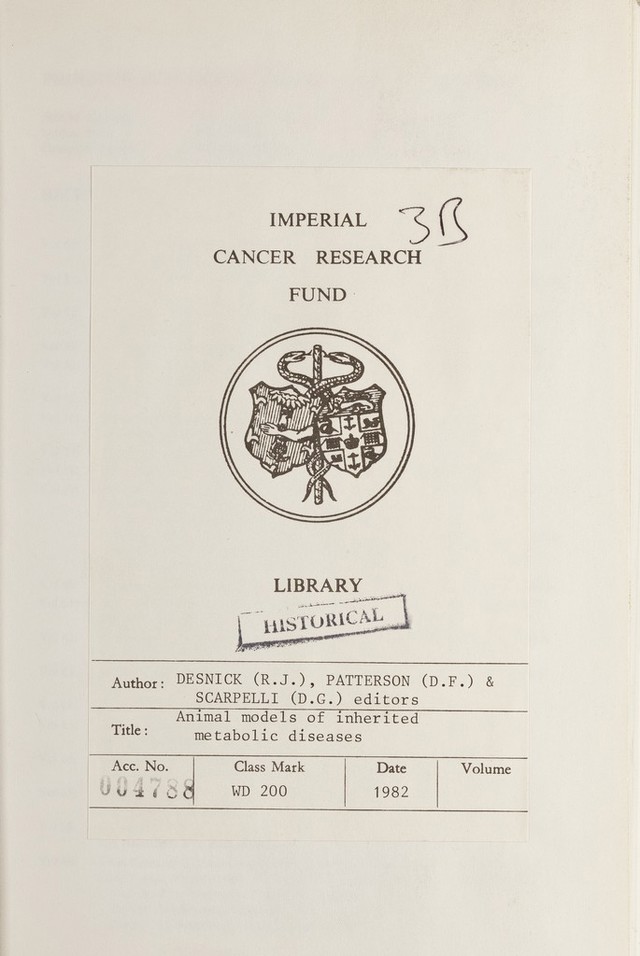 IMPERIAL
3B
CANCER RESEARCH
FUND
LIBRARY
HISTORICAL
Author: DESNICK (R.J.), PATTERSON (D.F.) &
SCARPELLI (D.G.) editors
Title: Animal models of inherited
metabolic diseases
Acc. No. Class Mark Date Volume
004788 WD 200 1982